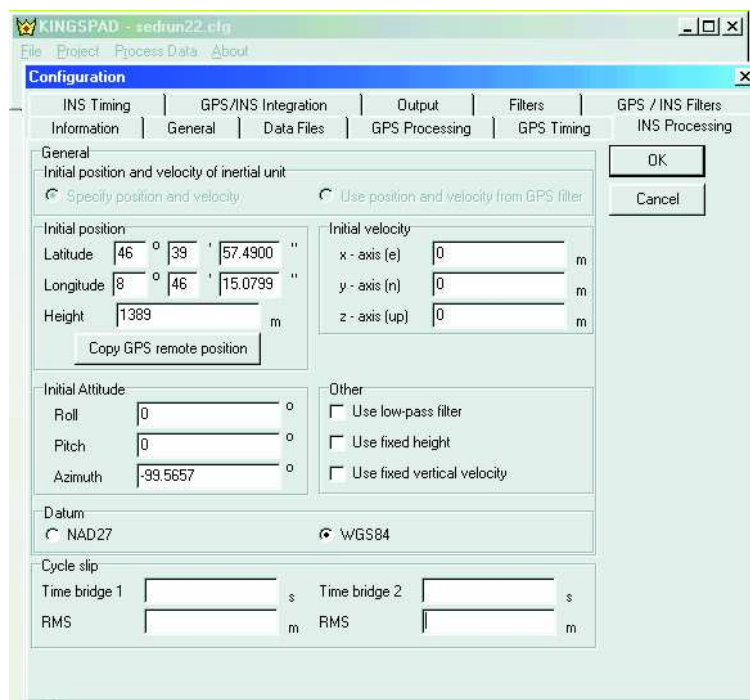 KINGSPAD - sedrun22.cfg
File Project Process Data About
Configuration
INS Timing GPS/INS Integration Output Filters GPS / INS Filters
Information General Data Files GPS Processing GPS Timing INS Processing
General
Initial position and velocity of inertial unit
Specify position and velocity Use position and velocity from GPS filter
OK
Cancel
Initial position
Latitude 46 ° 39 ' 57.4900 "
Longitude 8 ° 46 ' 15.0799 "
Height 1389 m
Copy GPS remote position
Initial velocity
x - axis (e) 0 m
y - axis (n) 0 m
z - axis (up) 0 m
Initial Attitude
Roll 0 °
Pitch 0 °
Azimuth -99.5657 °
Other
Use low-pass filter
Use fixed height
Use fixed vertical velocity
Datum
NAD27 WGS84
Cycle slip
Time bridge 1 s Time bridge 2 s
RMS m RMS m